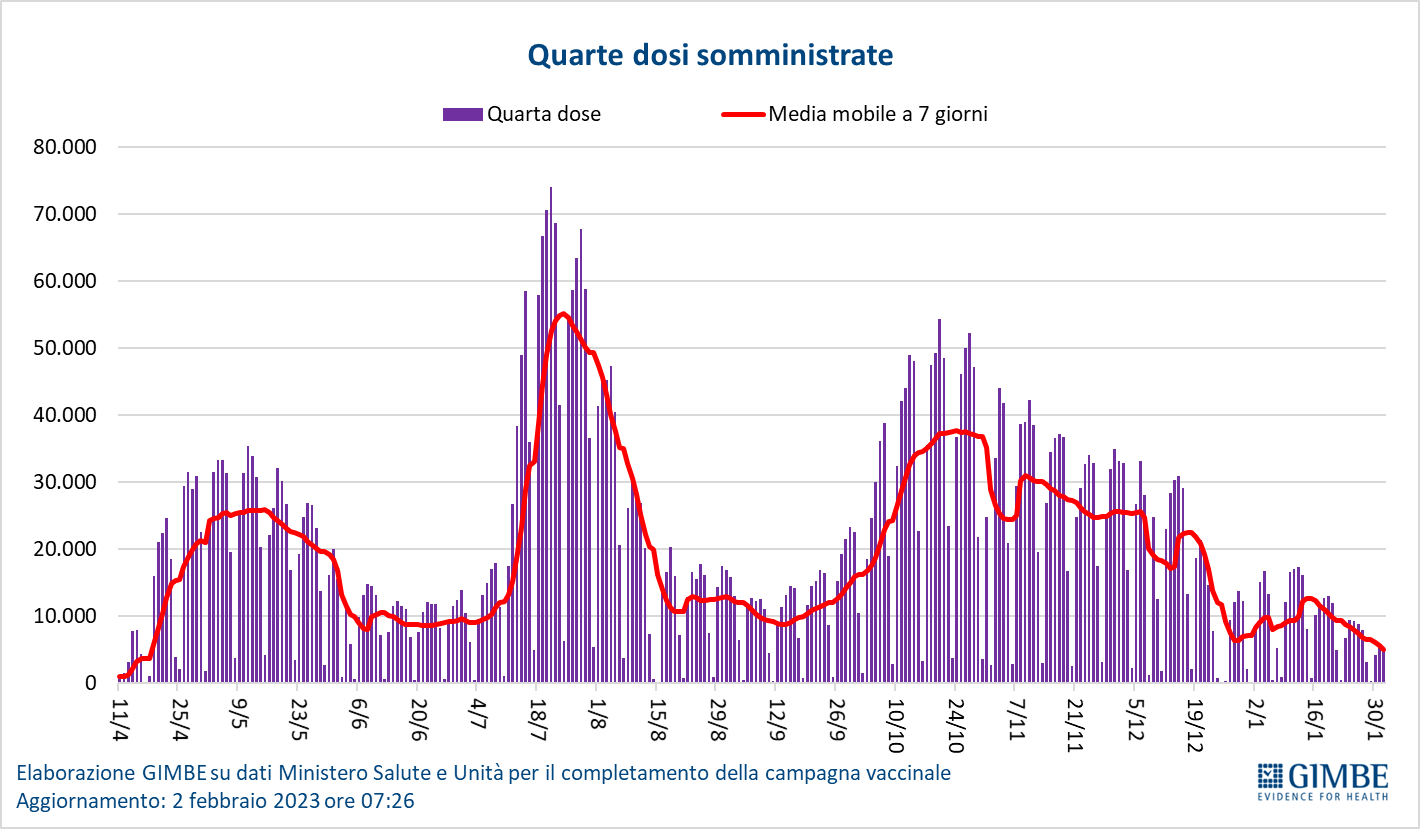 Quarte dosi somministrate
Quarta dose Media mobile a 7 giorni
80.000
70.000
60.000
50.000
40.000
30.000
20.000
10.000
0
11/4 25/4 9/5 23/5 6/6 20/6 4/7 18/7 1/8 15/8 29/8 12/9 26/9 10/10 24/10 7/11 21/11 5/12 19/12 2/1 16/1 30/1
Elaborazione GIMBE su dati Ministero Salute e Unità per il completamento della campagna vaccinale
Aggiornamento: 2 febbraio 2023 ore 07:26
GIMBE
EVIDENCE FOR HEALTH